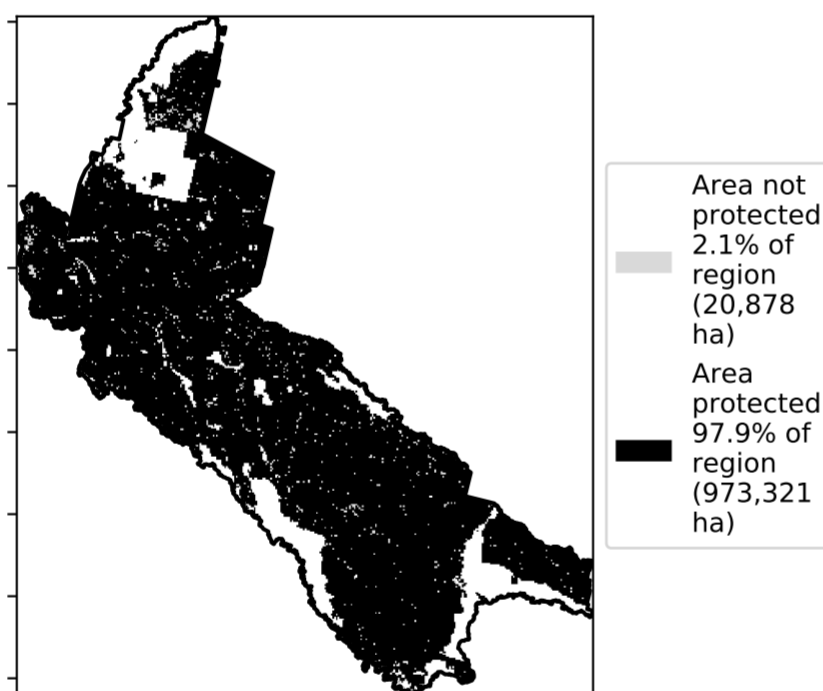 Area not
protected
2.1% of
region
(20,878
ha)
Area
protected
97.9% of
region
(973,321
ha)